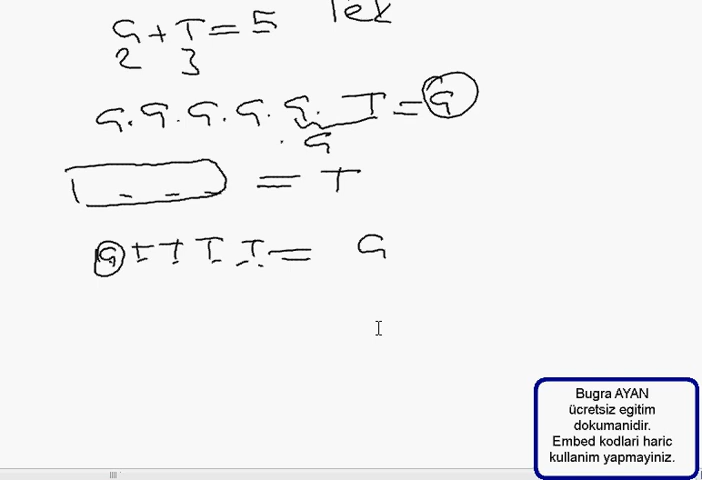 Tek
Ç + T = 5
2 3
Ç . Ç . Ç . Ç . Ç . T = Ç
. Ç
= T
Ç T T T T = Ç
Bugra AYAN
ücretsiz egitim
dokumanidir.
Embed kodlari haric
kullanim yapmayiniz.